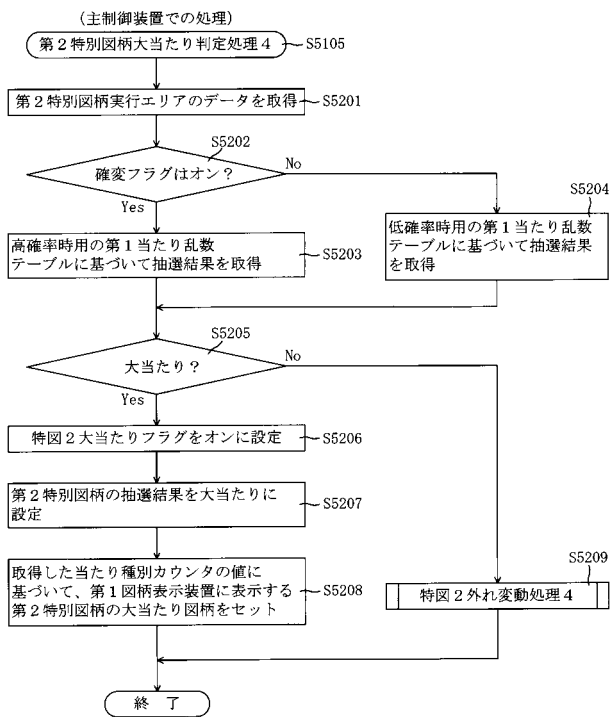 (主制御装置での処理)
第2特別図柄大当たり判定処理4
S5105
第2特別図柄実行エリアのデータを取得
S5201
S5202
確変フラグはオン?
No
Yes
S5204
高確率時用の第1当たり乱数
テーブルに基づいて抽選結果を取得
S5203
低確率時用の第1当たり乱数
テーブルに基づいて抽選結果
を取得
S5205
大当たり?
No
Yes
特図2大当たりフラグをオンに設定
S5206
第2特別図柄の抽選結果を大当たりに
設定
S5207
取得した当たり種別カウンタの値に
基づいて、第1図柄表示装置に表示する
第2特別図柄の大当たり図柄をセット
S5208
S5209
特図2外れ変動処理4
終了